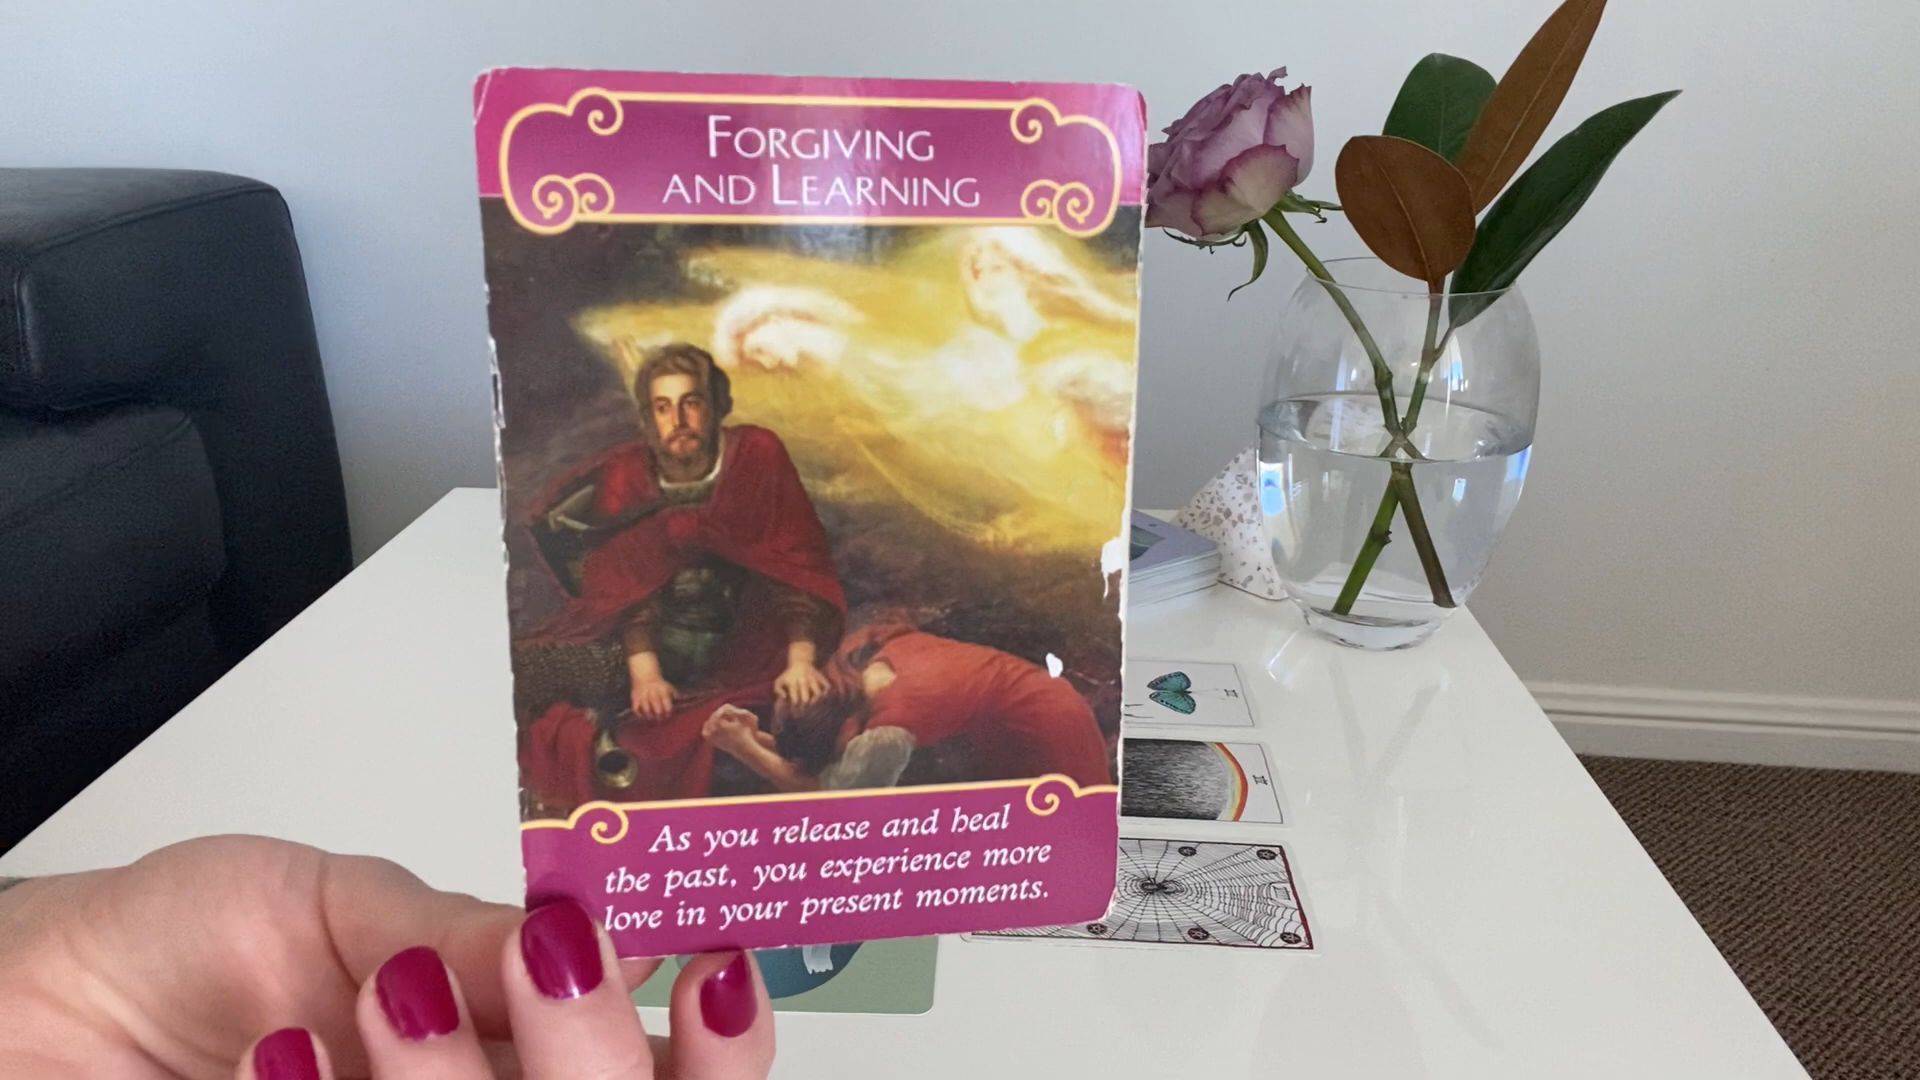 FORGIVING
AND LEARNING
As you release and heal
the past, you experience more
love in your present moments.